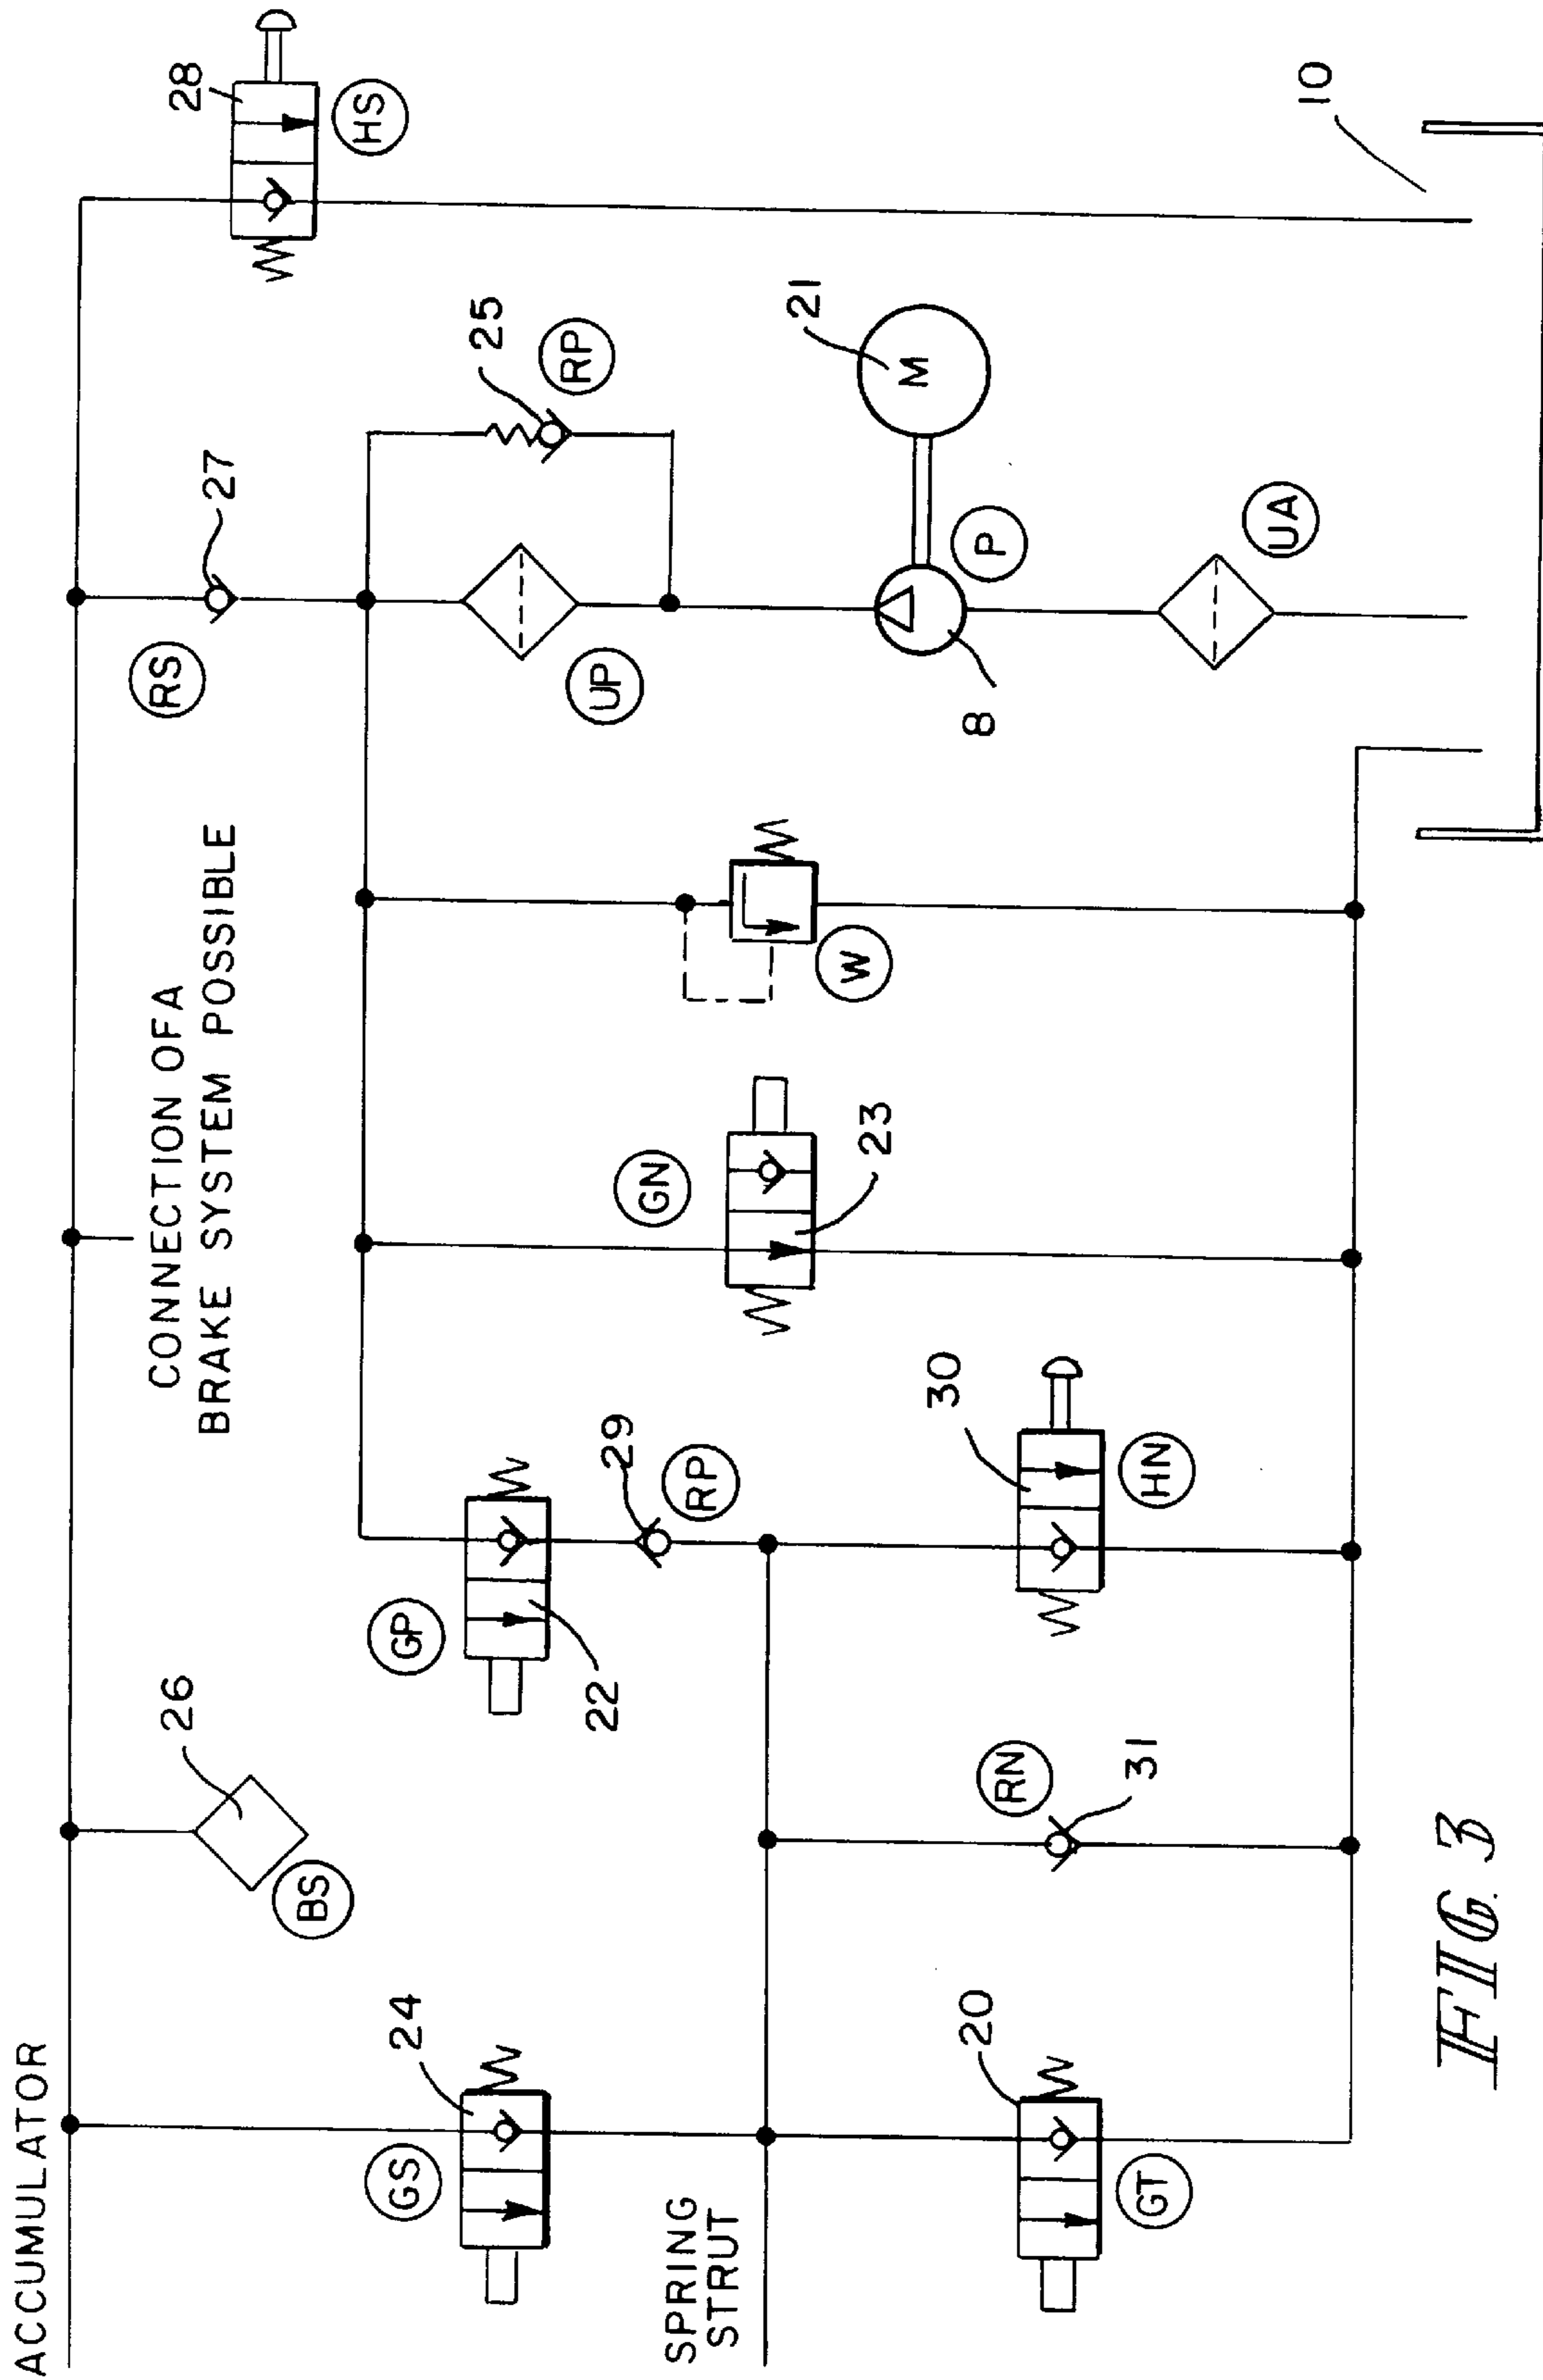 ACCUMULATOR
CONNECTION OF A
BRAKE SYSTEM POSSIBLE
RS
27
28
HS
26
BS
24
GS
GP
22
29
RP
UP
25
RP
SPRING
STRUT
GN
23
W
21
M
P
8
20
GT
RN
31
30
HN
UA
10
FIG. 3